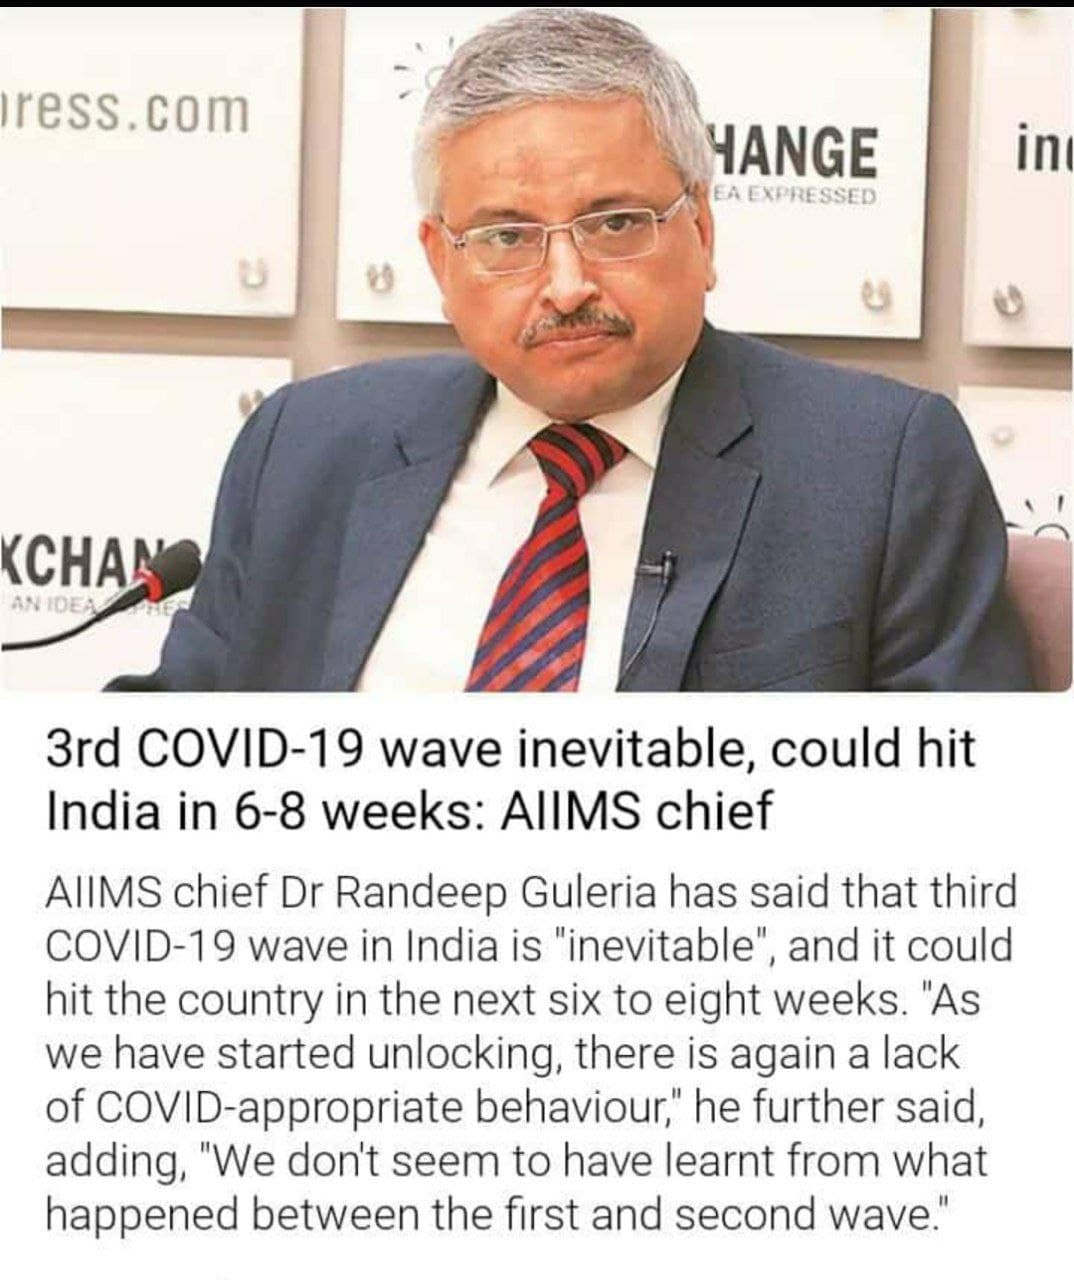 ress.com
HANGE
EA EXPRESSED
in
XCHAN
AN IDEA
3rd COVID-19 wave inevitable, could hit
India in 6-8 weeks: AIIMS chief
AIIMS chief Dr Randeep Guleria has said that third
COVID-19 wave in India is "inevitable", and it could
hit the country in the next six to eight weeks. "As
we have started unlocking, there is again a lack
of COVID-appropriate behaviour," he further said,
adding, "We don't seem to have learnt from what
happened between the first and second wave."